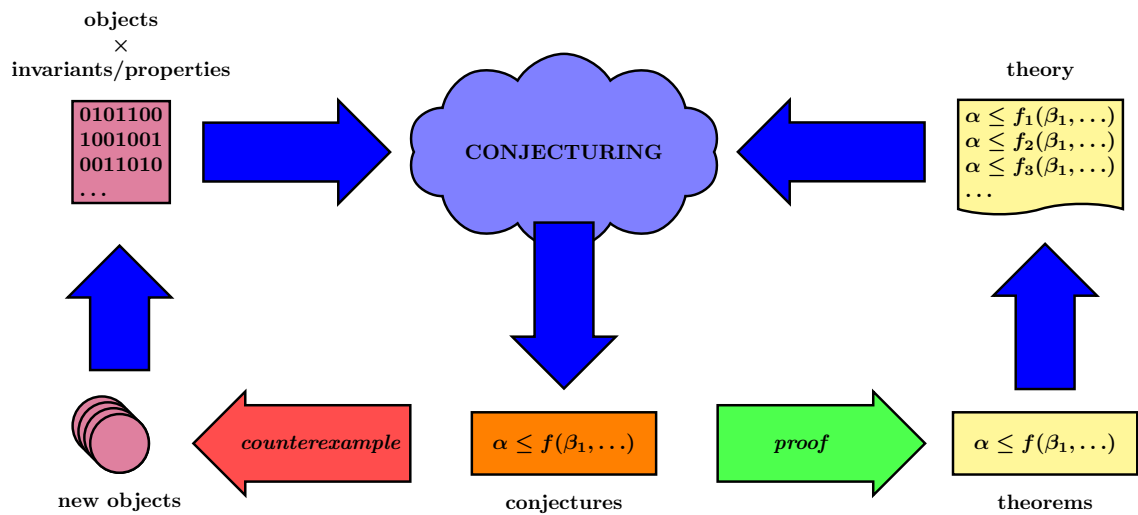 objects
×
invariants/properties
0101100
1001001
0011010
...
CONJECTURING
theory
α ≤ f₁(β₁, ...)
α ≤ f₂(β₁, ...)
α ≤ f₃(β₁, ...)
...
counterexample
α ≤ f(β₁, ...)
proof
α ≤ f(β₁, ...)
new objects
conjectures
theorems